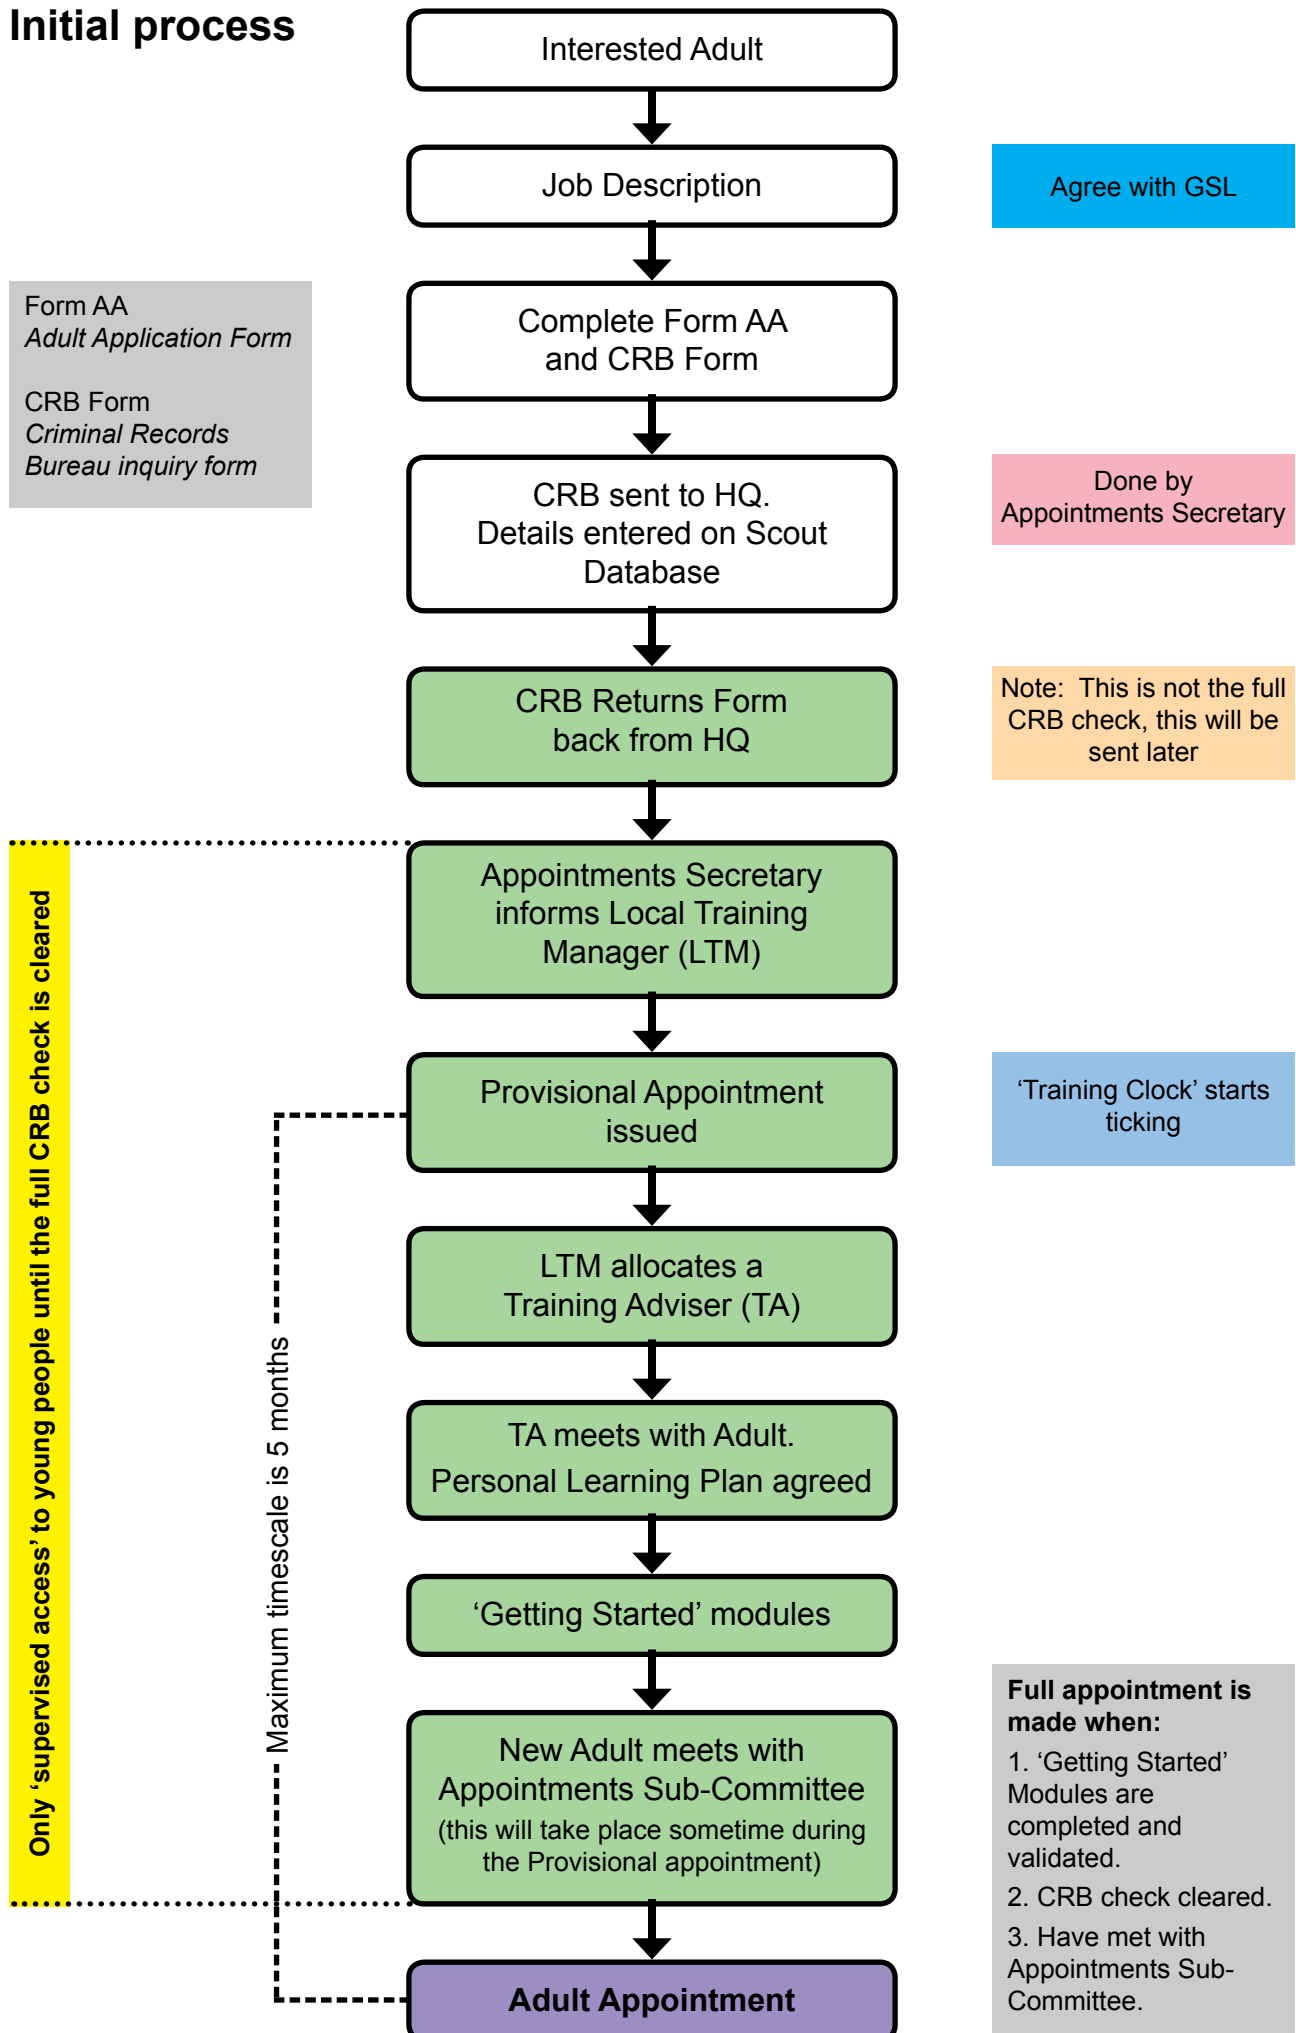 Initial process
Interested Adult
Job Description
Agree with GSL
Form AA
Adult Application Form
CRB Form
Criminal Records
Bureau inquiry form
Complete Form AA
and CRB Form
CRB sent to HQ.
Details entered on Scout
Database
Done by
Appointments Secretary
CRB Returns Form
back from HQ
Note:  This is not the full
CRB check, this will be
sent later
Only ‘supervised access’ to young people until the full CRB check is cleared
Appointments Secretary
informs Local Training
Manager (LTM)
Provisional Appointment
issued
‘Training Clock’ starts
ticking
Maximum timescale is 5 months
LTM allocates a
Training Adviser (TA)
TA meets with Adult.
Personal Learning Plan agreed
‘Getting Started’ modules
New Adult meets with
Appointments Sub-Committee
(this will take place sometime during
the Provisional appointment)
Adult Appointment
Full appointment is
made when:
1. ‘Getting Started’
Modules are
completed and
validated.
2. CRB check cleared.
3. Have met with
Appointments Sub-
Committee.